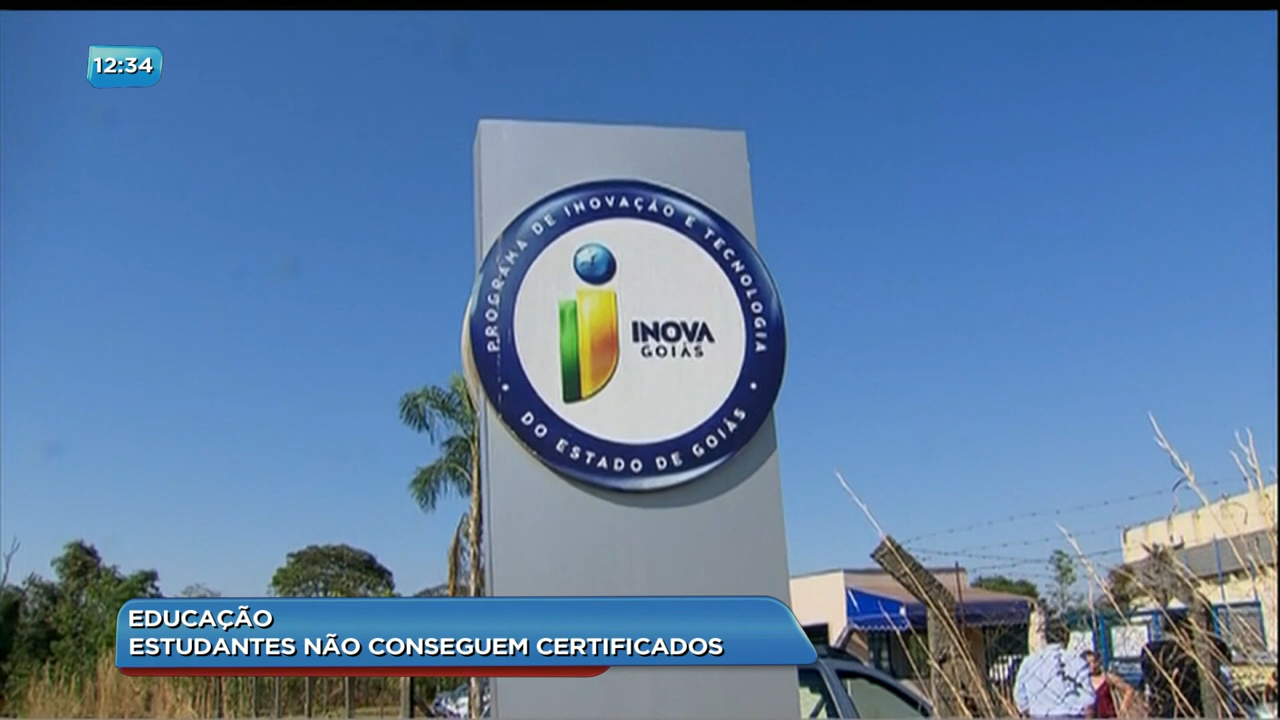 12:34
PROGRAMA DE INOVAÇÃO E TECNOLOGIA
INOVA
GOIÁS
• DO ESTADO DE GOIÁS •
EDUCAÇÃO
ESTUDANTES NÃO CONSEGUEM CERTIFICADOS